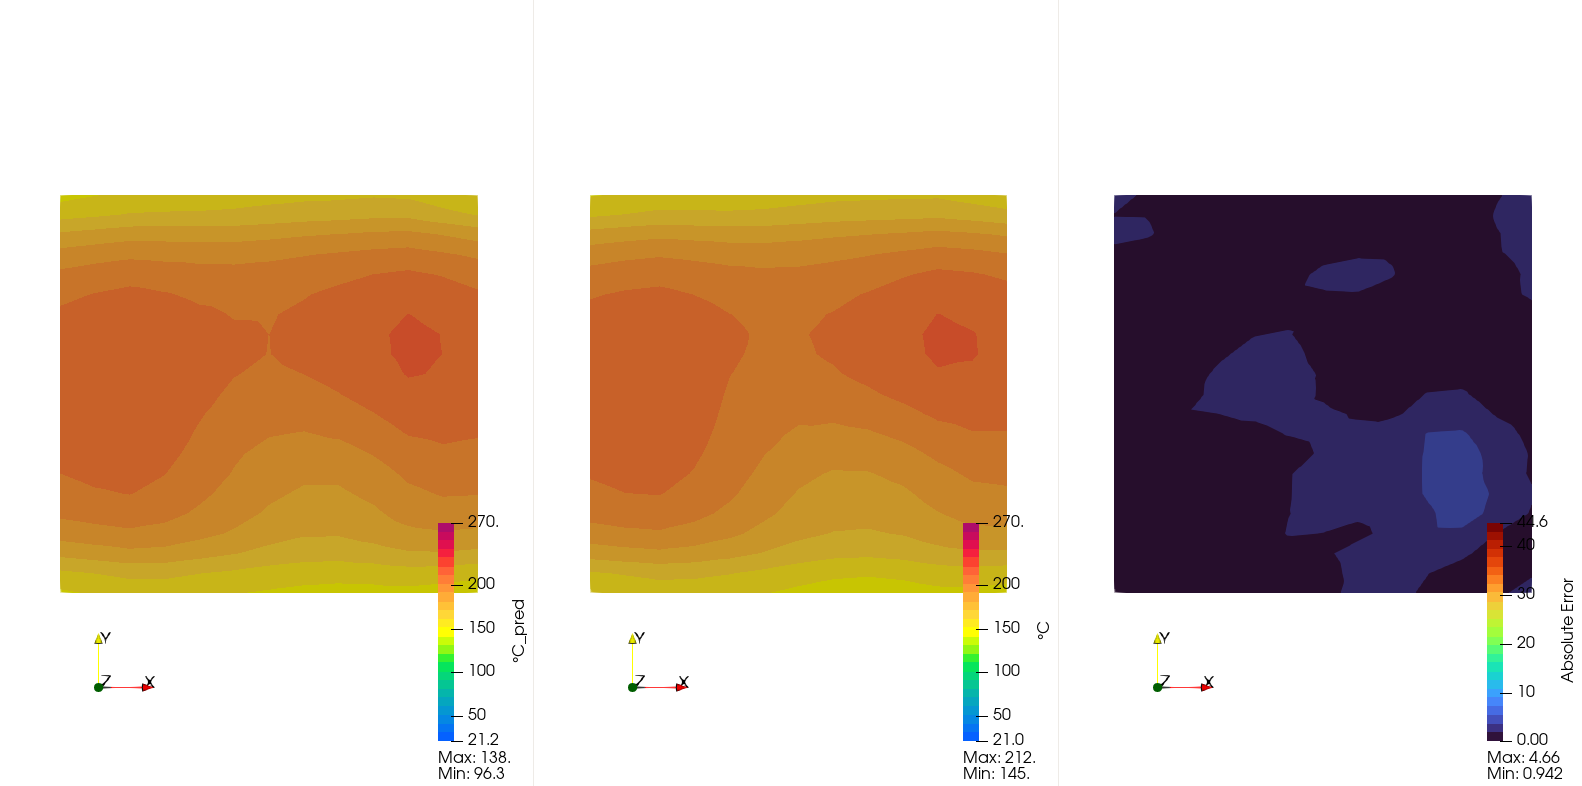 270.
200
150
100
50
21.2
°C_pred
Max: 138.
Min: 96.3
Y
Z
X
270.
200
150
100
50
21.0
°C
Max: 212.
Min: 145.
Y
Z
X
44.6
40
30
20
10
0.00
Absolute Error
Max: 4.66
Min: 0.942
Y
Z
X